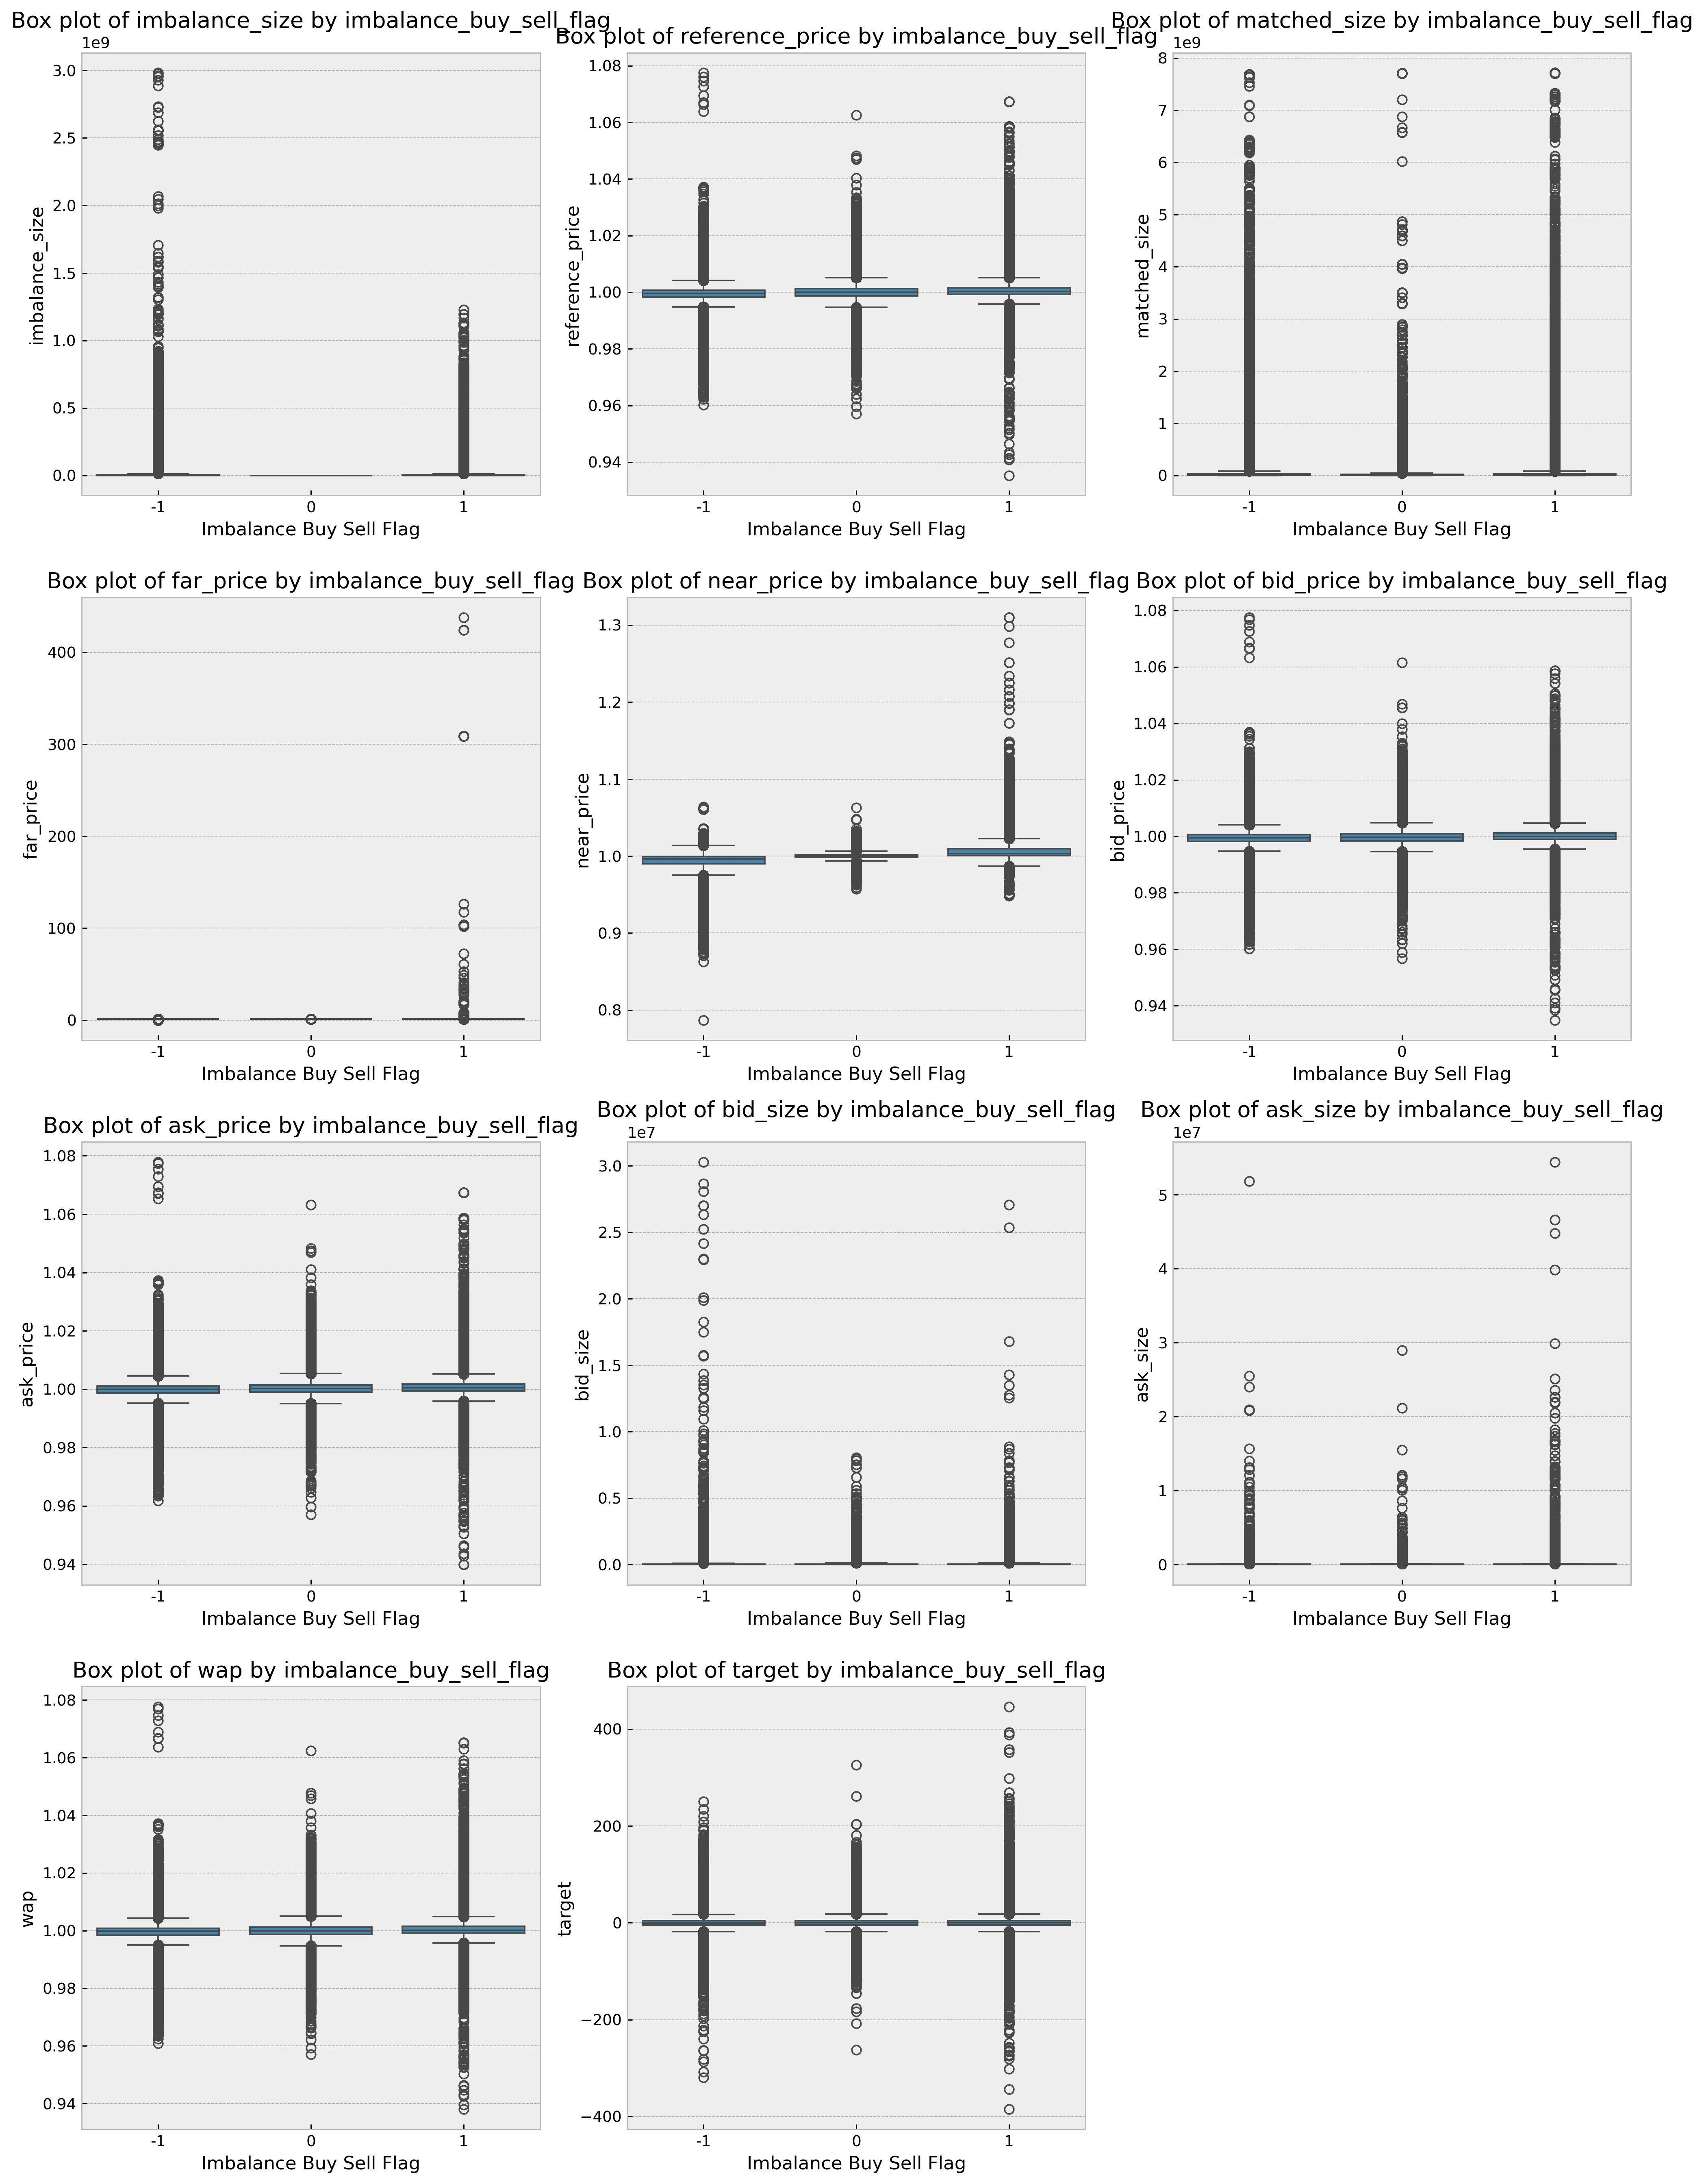 Box plot of imbalance_size by imbalance_buy_sell_flag
1e9
3.0
2.5
2.0
1.5
1.0
0.5
0.0
imbalance_size
-1 0 1
Imbalance Buy Sell Flag
Box plot of reference_price by imbalance_buy_sell_flag
1.08
1.06
1.04
1.02
1.00
0.98
0.96
0.94
reference_price
-1 0 1
Imbalance Buy Sell Flag
Box plot of matched_size by imbalance_buy_sell_flag
1e9
8
7
6
5
4
3
2
1
0
matched_size
-1 0 1
Imbalance Buy Sell Flag
Box plot of far_price by imbalance_buy_sell_flag
400
300
200
100
0
far_price
-1 0 1
Imbalance Buy Sell Flag
Box plot of near_price by imbalance_buy_sell_flag
1.3
1.2
1.1
1.0
0.9
0.8
near_price
-1 0 1
Imbalance Buy Sell Flag
Box plot of bid_price by imbalance_buy_sell_flag
1.08
1.06
1.04
1.02
1.00
0.98
0.96
0.94
bid_price
-1 0 1
Imbalance Buy Sell Flag
Box plot of ask_price by imbalance_buy_sell_flag
1.08
1.06
1.04
1.02
1.00
0.98
0.96
0.94
ask_price
-1 0 1
Imbalance Buy Sell Flag
Box plot of bid_size by imbalance_buy_sell_flag
1e7
3.0
2.5
2.0
1.5
1.0
0.5
0.0
bid_size
-1 0 1
Imbalance Buy Sell Flag
Box plot of ask_size by imbalance_buy_sell_flag
1e7
5
4
3
2
1
0
ask_size
-1 0 1
Imbalance Buy Sell Flag
Box plot of wap by imbalance_buy_sell_flag
1.08
1.06
1.04
1.02
1.00
0.98
0.96
0.94
wap
-1 0 1
Imbalance Buy Sell Flag
Box plot of target by imbalance_buy_sell_flag
400
200
0
−200
−400
target
-1 0 1
Imbalance Buy Sell Flag